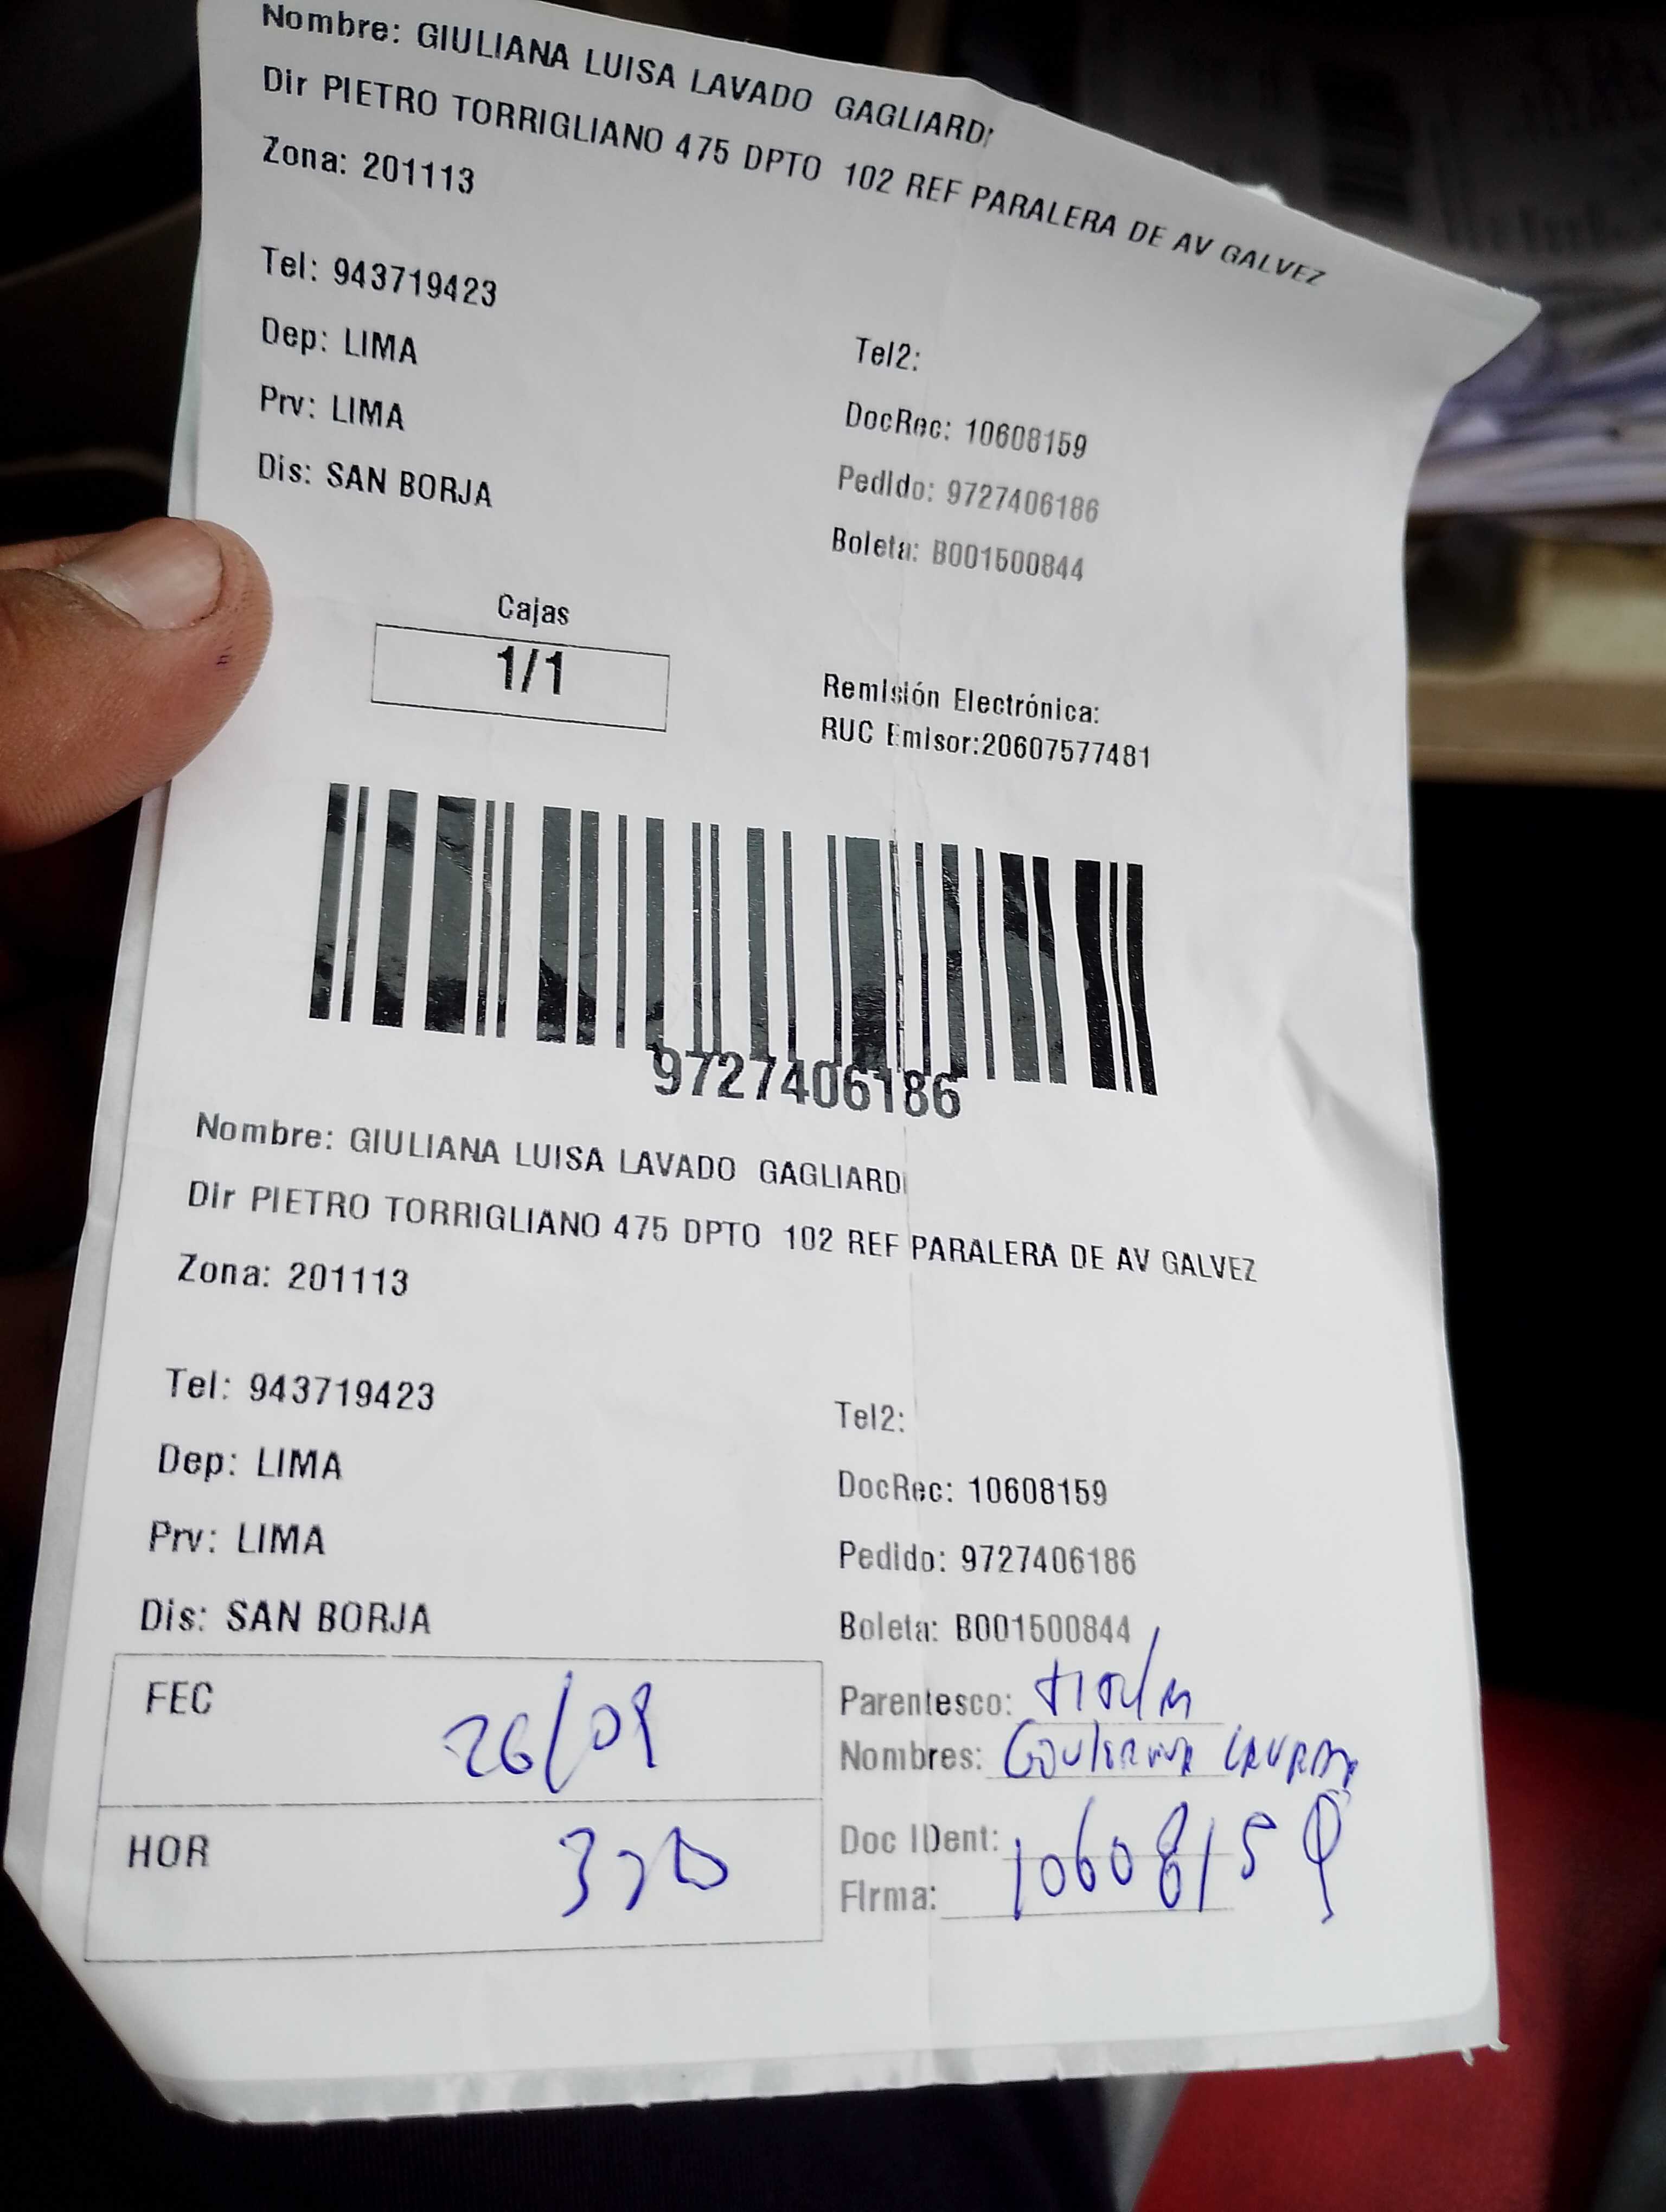 Nombre: GIULIANA LUISA LAVADO GAGLIARDI
Dir PIETRO TORRIGLIANO 475 DPTO 102 REF PARALERA DE AV GALVEZ
Zona: 201113
Tel: 943719423
Tel2:
Dep: LIMA
DocRec: 10608159
Prv: LIMA
Pedido: 9727406186
Dis: SAN BORJA
Boleta: B001500844
Cajas
1/1
Remisión Electrónica:
RUC Emisor:20607577481
9727406186
Nombre: GIULIANA LUISA LAVADO GAGLIARDI
Dir PIETRO TORRIGLIANO 475 DPTO 102 REF PARALERA DE AV GALVEZ
Zona: 201113
Tel: 943719423
Tel2:
Dep: LIMA
DocRec: 10608159
Prv: LIMA
Pedido: 9727406186
Dis: SAN BORJA
Boleta: B001500844
FEC 26/09
Parentesco:
Nombres:
HOR
Doc IDent: 10608159
Firma: